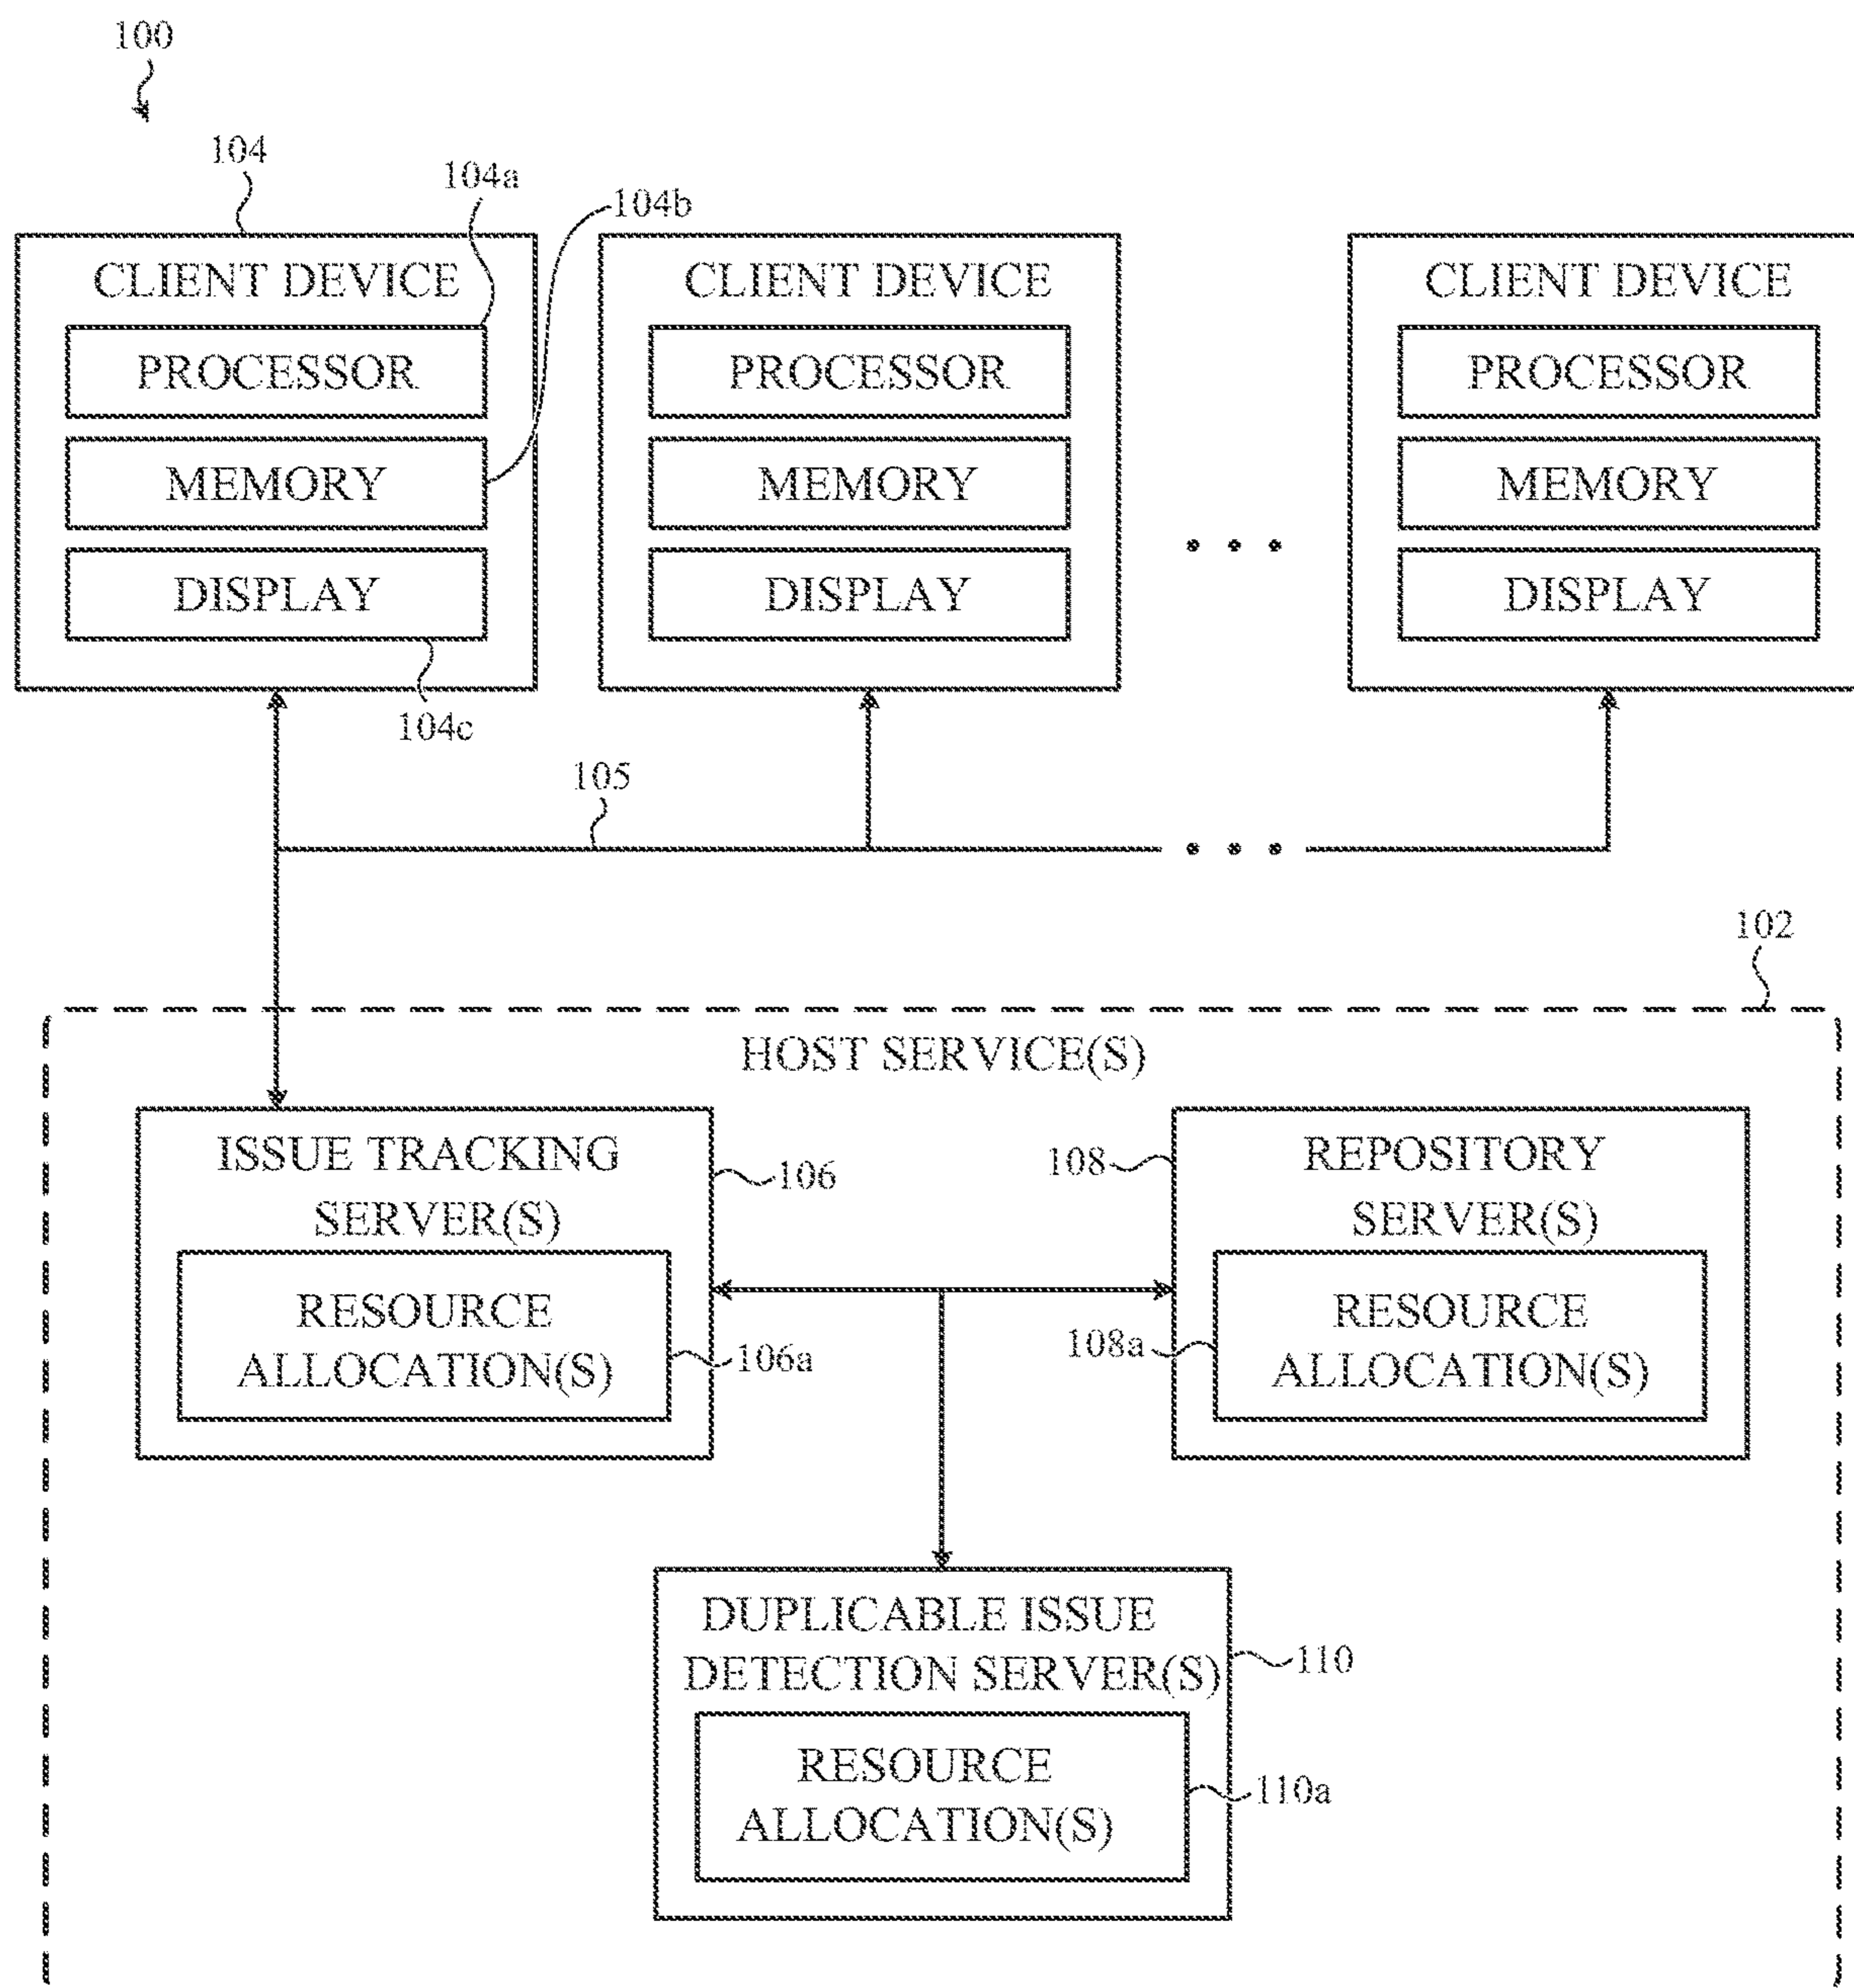 100
104
104a
104b
CLIENT DEVICE
PROCESSOR
MEMORY
DISPLAY
104c
CLIENT DEVICE
PROCESSOR
MEMORY
DISPLAY
• • •
CLIENT DEVICE
PROCESSOR
MEMORY
DISPLAY
105
• • •
102
HOST SERVICE(S)
ISSUE TRACKING
SERVER(S)
106
RESOURCE
ALLOCATION(S)
106a
REPOSITORY
SERVER(S)
108
RESOURCE
ALLOCATION(S)
108a
DUPLICABLE ISSUE
DETECTION SERVER(S)
110
RESOURCE
ALLOCATION(S)
110a